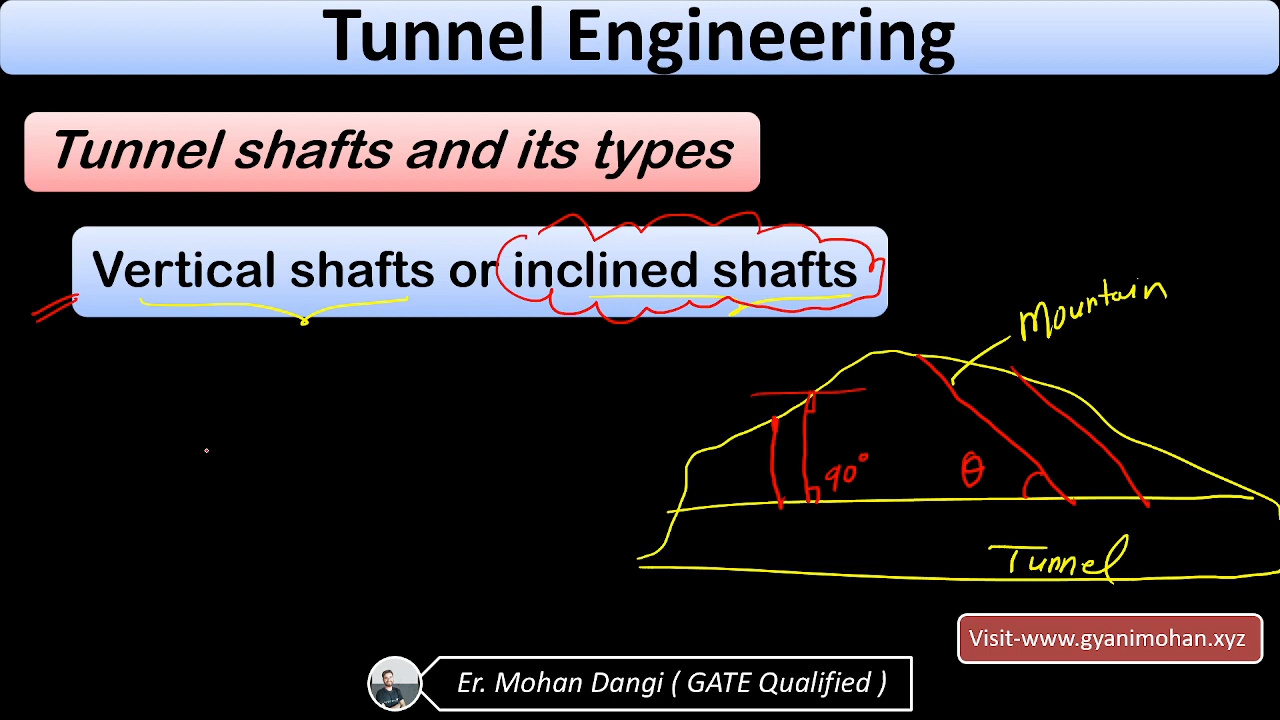 Tunnel Engineering
Tunnel shafts and its types
Vertical shafts or inclined shafts
Mountain
90°
θ
Tunnel
Visit-www.gyanimohan.xyz
Er. Mohan Dangi ( GATE Qualified )